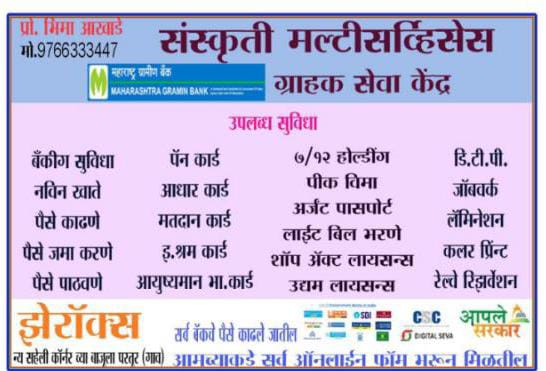 प्रो. भिमा आखाडे
मो.9766333447
संस्कृती मल्टीसर्व्हिसेस
महाराष्ट्र ग्रामीण बँक
MAHARASHTRA GRAMIN BANK
ग्राहक सेवा केंद्र
उपलब्ध सुविधा
बँकीग सुविधा
नविन खाते
पैसे काढणे
पैसे जमा करणे
पैसे पाठवणे
पॅन कार्ड
आधार कार्ड
मतदान कार्ड
इ.श्रम कार्ड
आयुष्यमान भा.कार्ड
७/१२ होल्डींग
पीक विमा
अर्जंट पासपोर्ट
लाईट बिल भरणे
शॉप ॲक्ट लायसन्स
उद्यम लायसन्स
डि.टी.पी.
जॉबवर्क
लॅमिनेशन
कलर प्रिंन्ट
रेल्वे रिझर्वेशन
झेरॉक्स
न्यु सहेली कॉर्नर च्या बाजूला परतूर (गाव)
सर्व बँकचे पैसे काढले जातील
CSC
DIGITAL SEVA
आपले
सरकार
आमच्याकडे सर्व ऑनलाईन फॉम भरून मिळतील